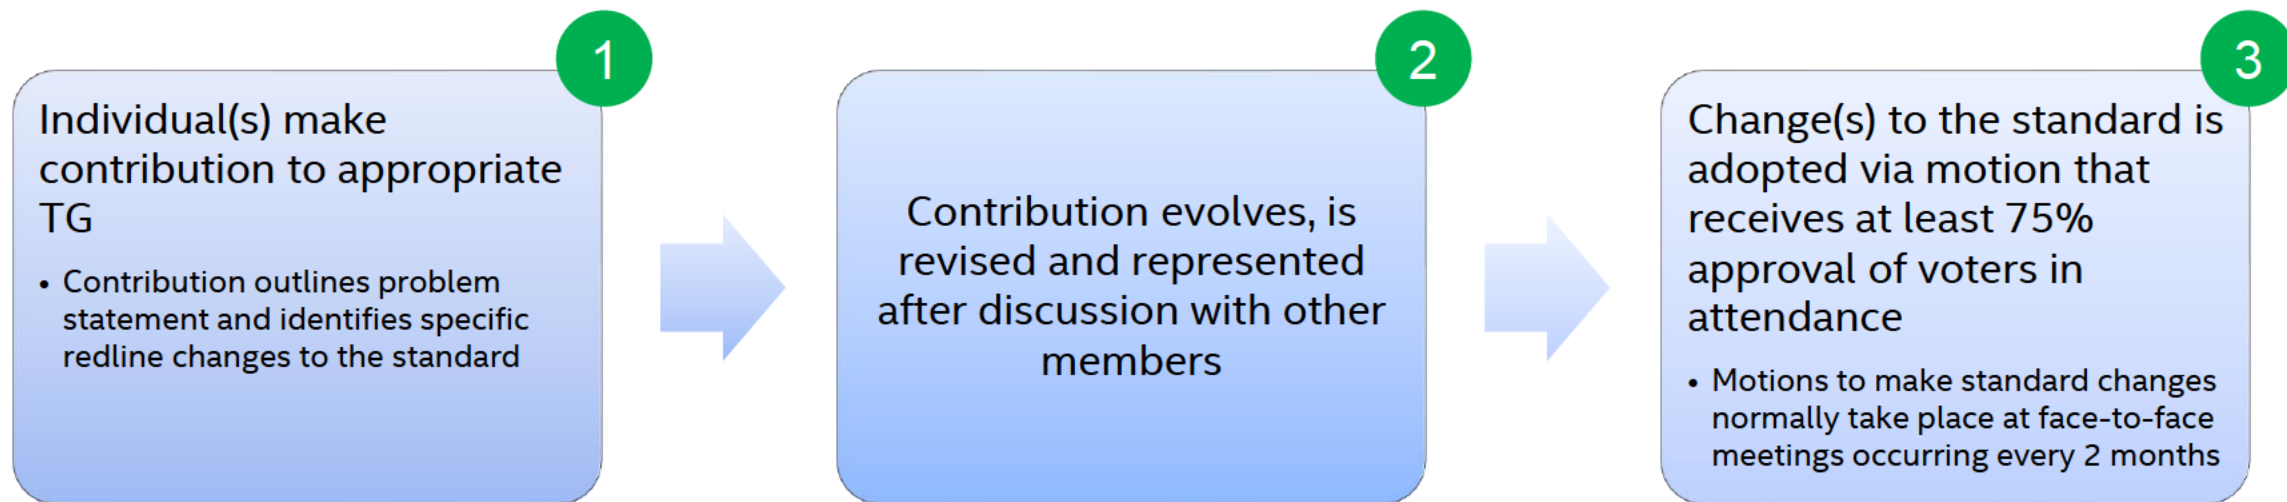 1
Individual(s) make
contribution to appropriate
TG
• Contribution outlines problem
statement and identifies specific
redline changes to the standard
2
Contribution evolves, is
revised and represented
after discussion with other
members
3
Change(s) to the standard is
adopted via motion that
receives at least 75%
approval of voters in
attendance
• Motions to make standard changes
normally take place at face-to-face
meetings occurring every 2 months